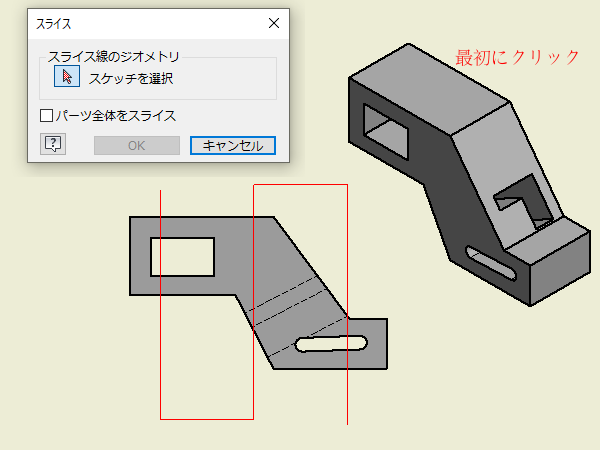 スライス
スライス線のジオメトリ
スケッチを選択
パーツ全体をスライス
?
OK
キャンセル
最初にクリック